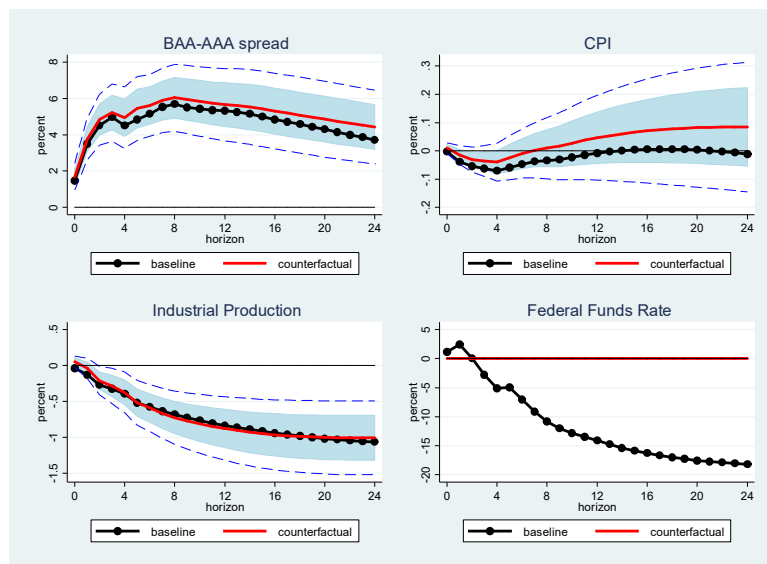 BAA-AAA spread
percent
8
6
4
2
0
0 4 8 12 16 20 24
horizon
baseline counterfactual
CPI
percent
.3
.2
.1
0
-.1
-.2
0 4 8 12 16 20 24
horizon
baseline counterfactual
Industrial Production
percent
.5
0
-.5
-1
-1.5
0 4 8 12 16 20 24
horizon
baseline counterfactual
Federal Funds Rate
percent
5
0
-5
-10
-15
-20
0 4 8 12 16 20 24
horizon
baseline counterfactual